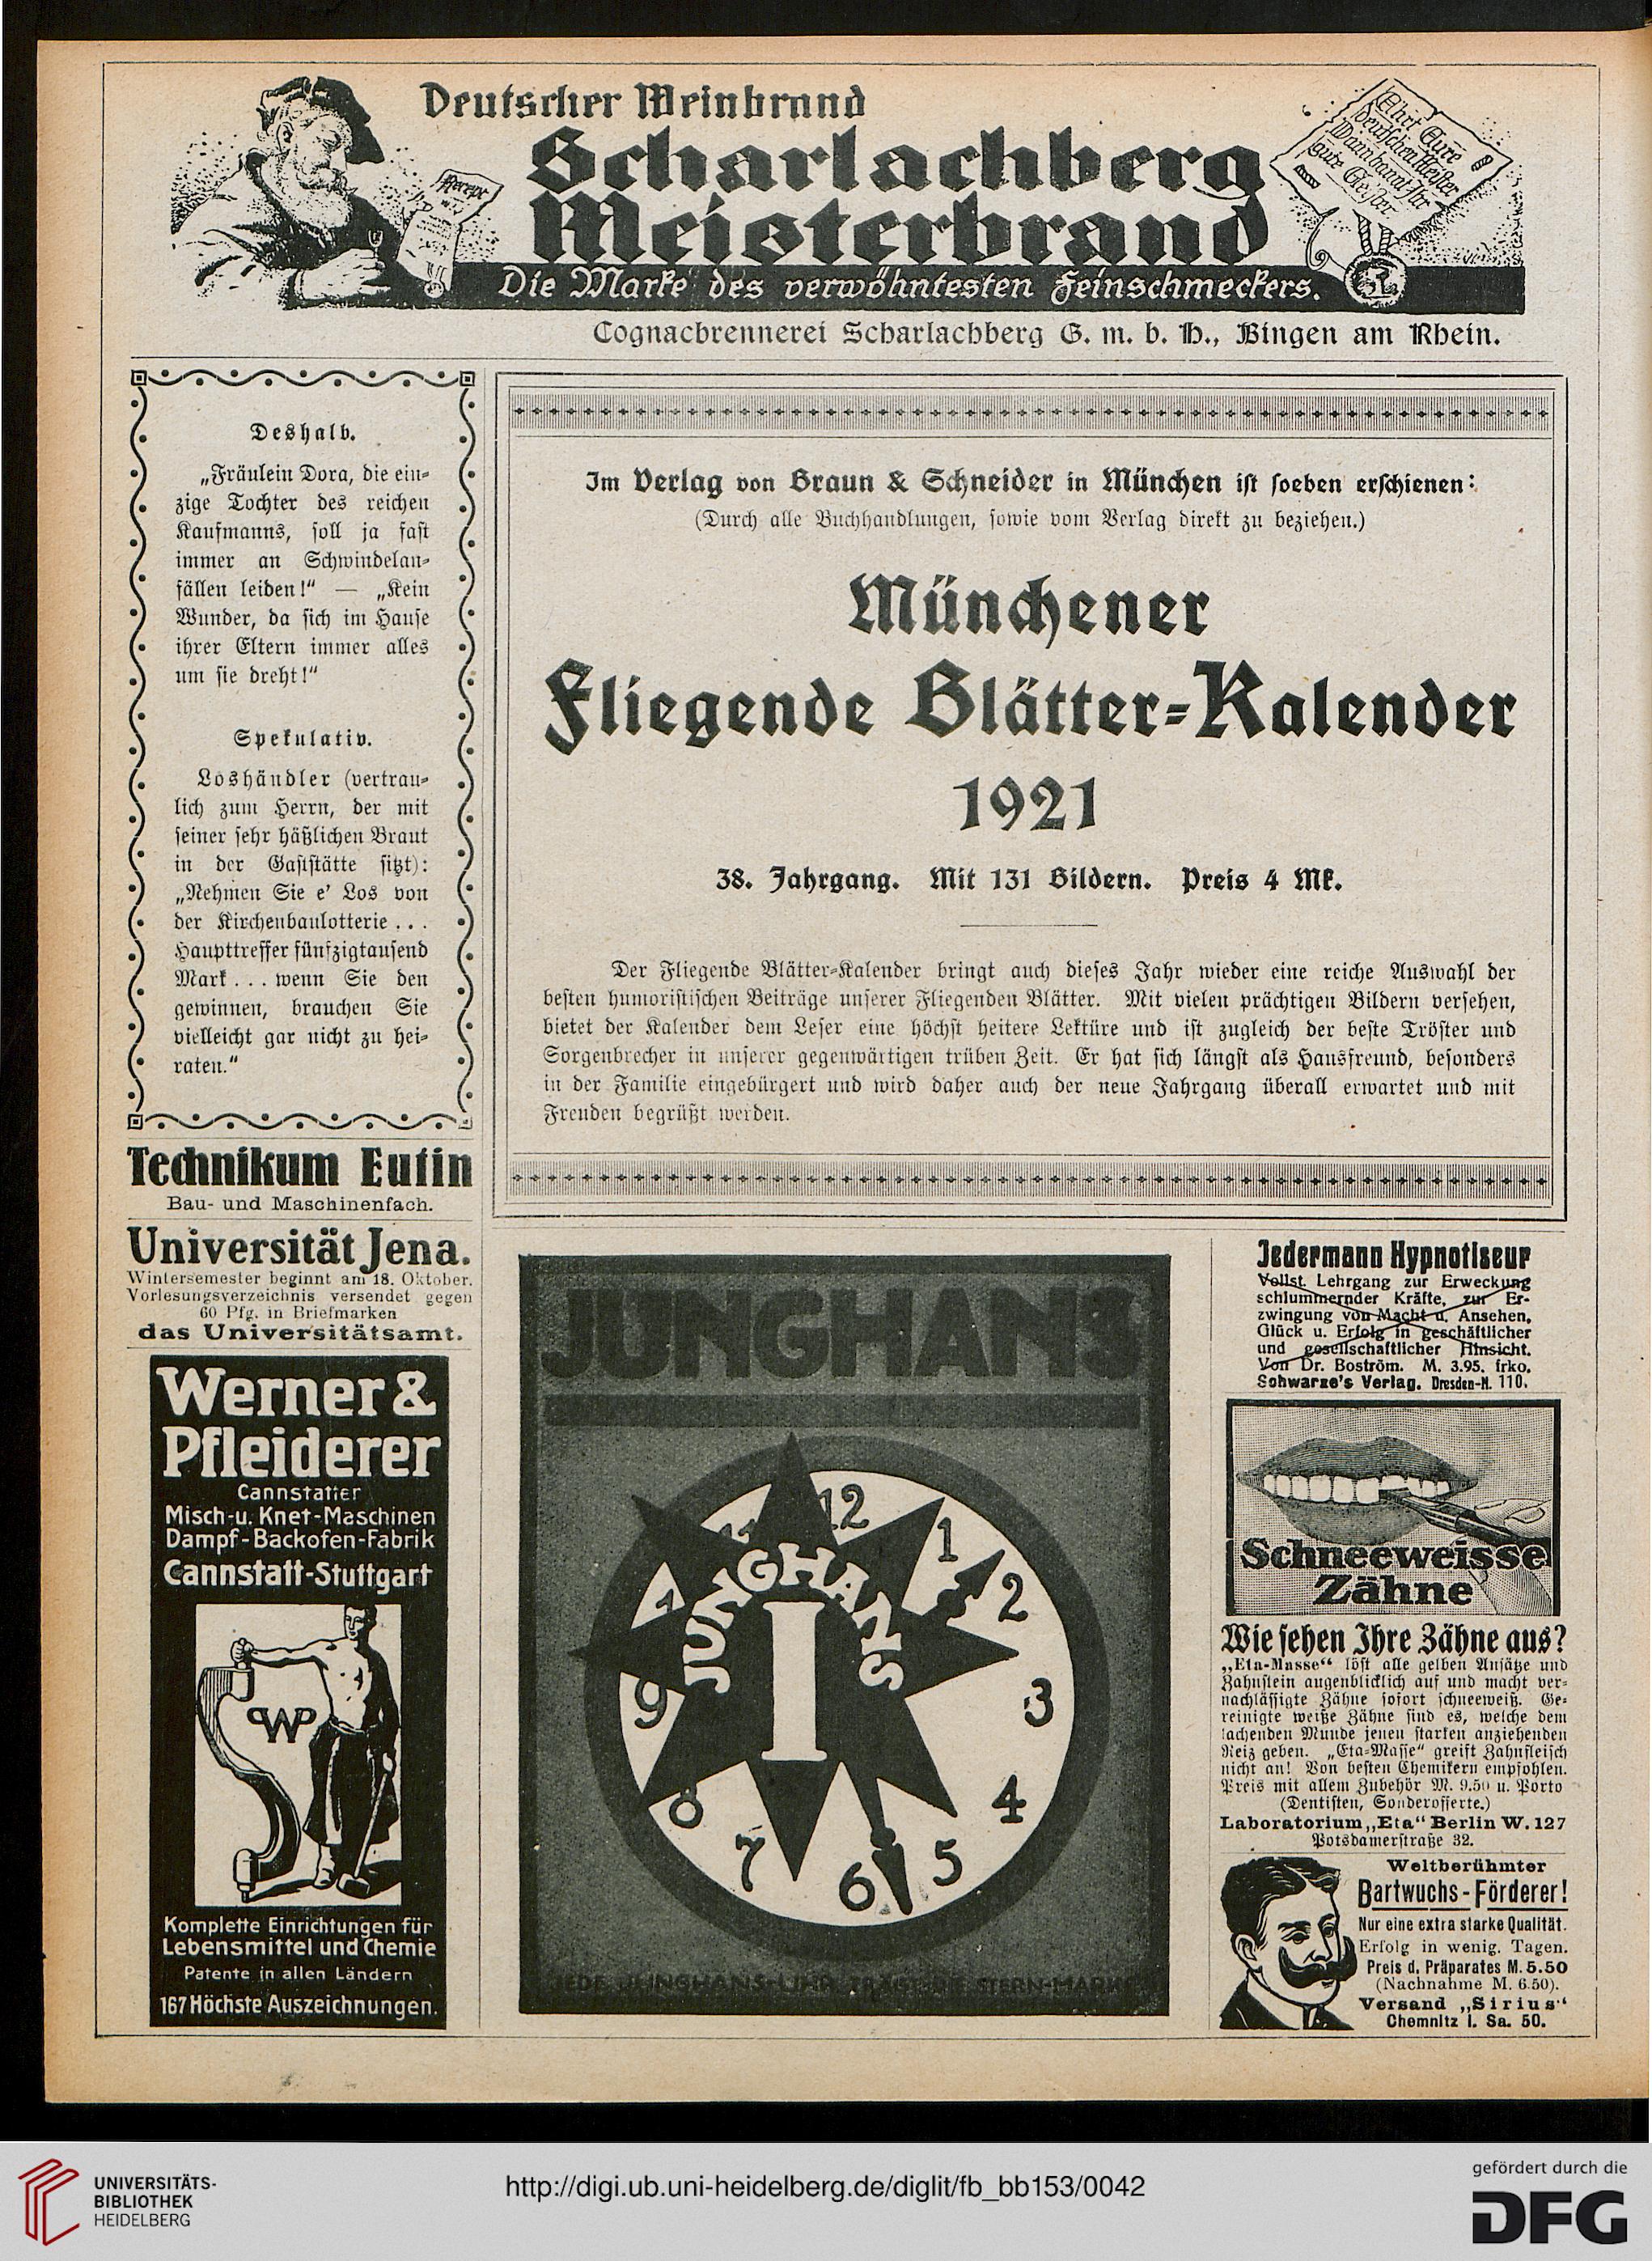 Deutscher Weinbrand
Scharlachberg
Meisterbrand
Die Marke des verwöhntesten Feinschmeckers.
Rezept
Ehrt Eure
deutschen Meister
Dann bannt Ihr
gute Geister
Cognacbrennerei Scharlachberg G. m. b. H., Bingen am Rhein.
Deshalb.
„Fräulein Dora, die ein-
zige Tochter des reichen
Kaufmanns, soll ja fast
immer an Schwindelan-
fällen leiden!“ — „Kein
Wunder, da sich im Hause
ihrer Eltern immer alles
um sie dreht!“
Spekulativ.
Loshändler (vertrau-
lich zum Herrn, der mit
seiner sehr häßlichen Braut
in der Gaststätte sitzt):
„Nehmen Sie e' Los von
der Kirchenbaulotterie . . .
Haupttreffer fünfzigtausend
Mark . . . wenn Sie den
gewinnen, brauchen Sie
vielleicht gar nicht zu hei-
raten.“
Technikum Eutin
Bau- und Maschinenfach.
Universität Jena.
Wintersemester beginnt am 18. Oktober.
Vorlesungsverzeichnis versendet gegen
60 Pfg. in Briefmarken
das Universitätsamt.
Werner &
Pfleiderer
Cannstatter
Misch-u. Knet-Maschinen
Dampf-Backofen-Fabrik
Cannstatt-Stuttgart
WP
Komplette Einrichtungen für
Lebensmittel und Chemie
Patente in allen Ländern
167 Höchste Auszeichnungen.
Im Verlag von Braun & Schneider in München ist soeben erschienen:
(Durch alle Buchhandlungen, sowie vom Verlag direkt zu beziehen.)
Münchener
Fliegende Blätter-Kalender
1921
38. Jahrgang. Mit 131 Bildern. Preis 4 Mk.
Der Fliegende Blätter-Kalender bringt auch dieses Jahr wieder eine reiche Auswahl der
besten humoristischen Beiträge unserer Fliegenden Blätter. Mit vielen prächtigen Bildern versehen,
bietet der Kalender dem Leser eine höchst heitere Lektüre und ist zugleich der beste Tröster und
Sorgenbrecher in unserer gegenwärtigen trüben Zeit. Er hat sich längst als Hausfreund, besonders
in der Familie eingebürgert und wird daher auch der neue Jahrgang überall erwartet und mit
Freuden begrüßt werden.
JUNGHANS
12
1
2
3
4
5
6
7
8
9
11
JUNGHANS
J
JEDE JUNGHANS-UHR TRÄGT DIE STERN-MARKE
Jedermann Hypnotiseur
Vollst. Lehrgang zur Erweckung
schlummernder Kräfte, zur Er-
zwingung von Macht u. Ansehen,
Glück u. Erfolg in geschäftlicher
und gesellschaftlicher Hinsicht.
Von Dr. Boström. M. 3.95. frko.
Schwarze's Verlag. Dresden-N. 110.
Schneeweisse
Zähne
Wie sehen Ihre Zähne aus?
„Eta-Masse“ löst alle gelben Ansätze und
Zahnstein augenblicklich auf und macht ver-
nachlässigte Zähne sofort schneeweiß. Ge-
reinigte weiße Zähne sind es, welche dem
lachenden Munde jenen starken anziehenden
Reiz geben. „Eta-Masse“ greift Zahnfleisch
nicht an! Von besten Chemikern empfohlen.
Preis mit allem Zubehör M. 9.50 u. Porto
(Dentisten, Sonderofferte.)
Laboratorium „Eta“ Berlin W. 127
Potsdamerstraße 32.
Weltberühmter
Bartwuchs-Förderer!
Nur eine extra starke Qualität.
Erfolg in wenig. Tagen.
Preis d. Präparates M. 5.50
(Nachnahme M. 6.50).
Versand „Sirius“
Chemnitz i. Sa. 50.
UNIVERSITÄTS-
BIBLIOTHEK
HEIDELBERG
http://digi.ub.uni-heidelberg.de/diglit/fb_bb153/0042
gefördert durch die
DFG